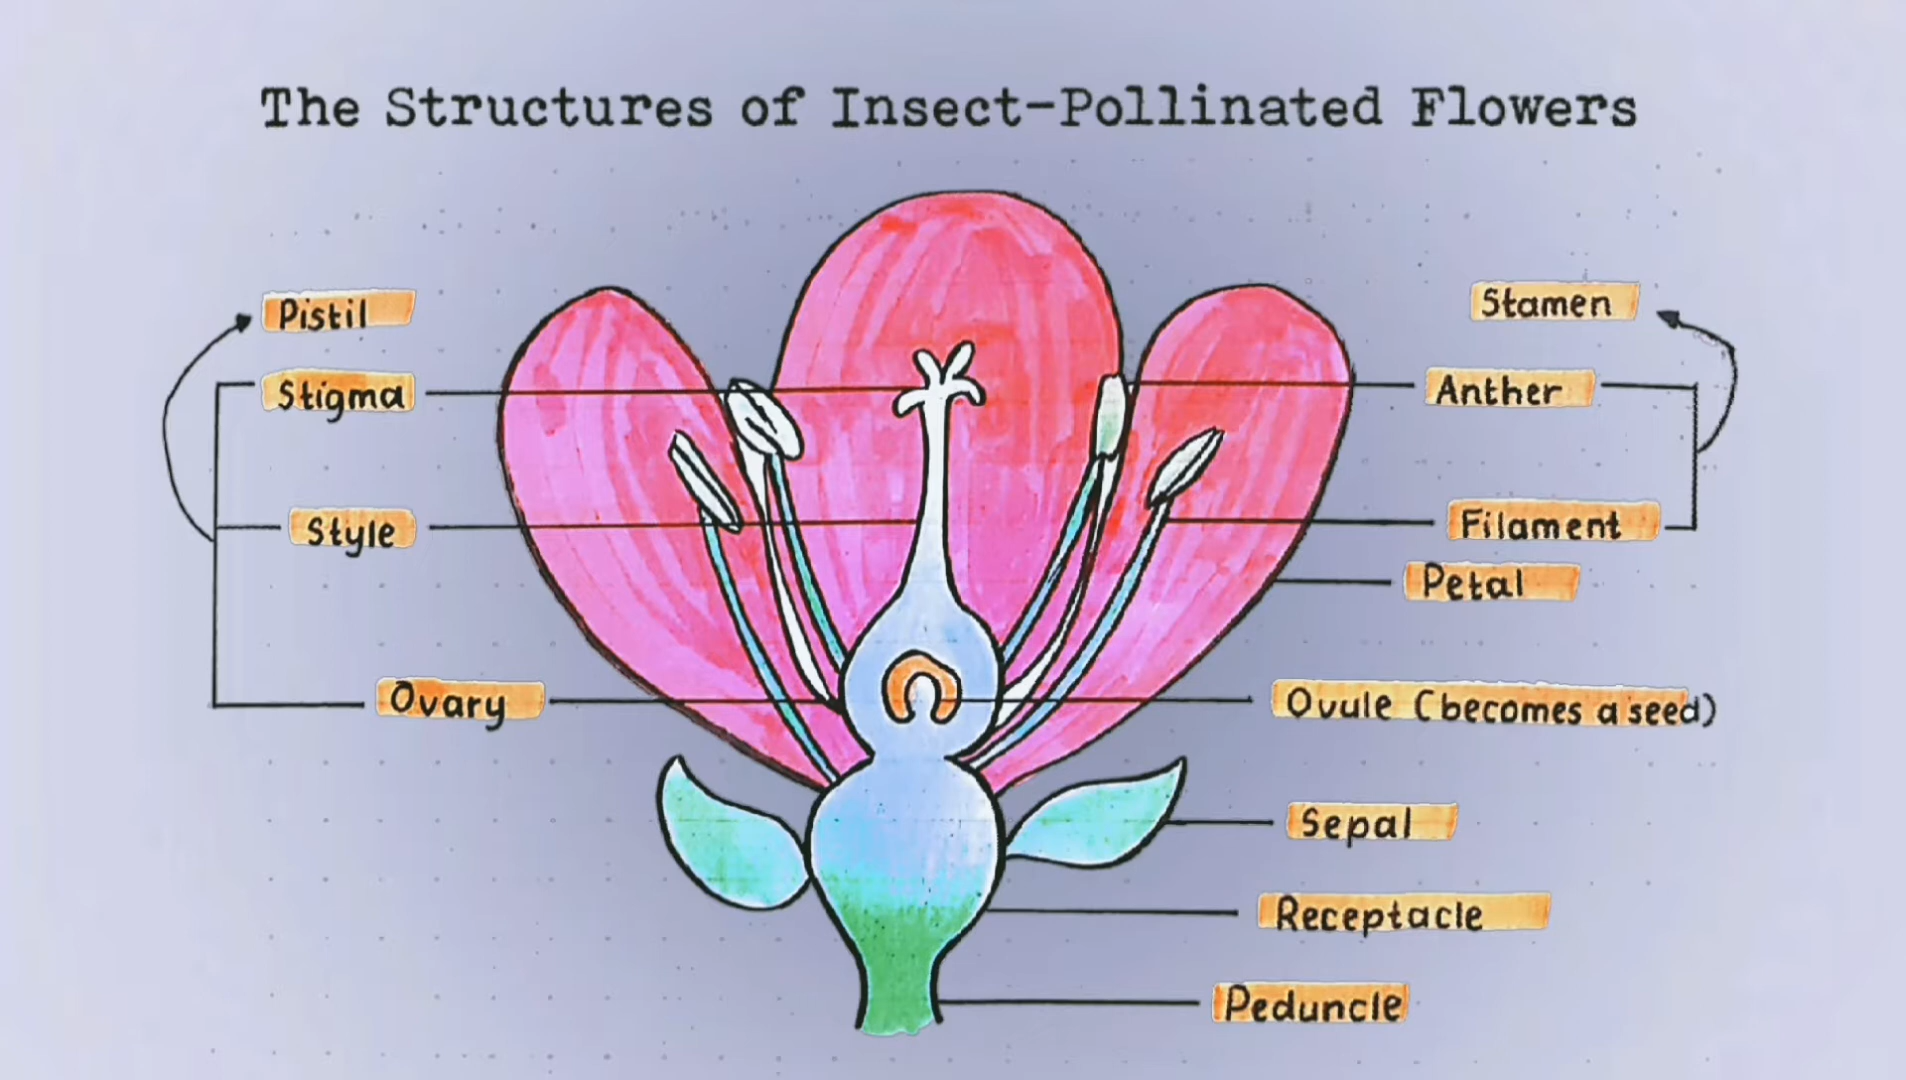 The Structures of Insect-Pollinated Flowers
Pistil
Stamen
Stigma
Anther
Style
Filament
Petal
Ovary
Ovule (becomes a seed)
Sepal
Receptacle
Peduncle